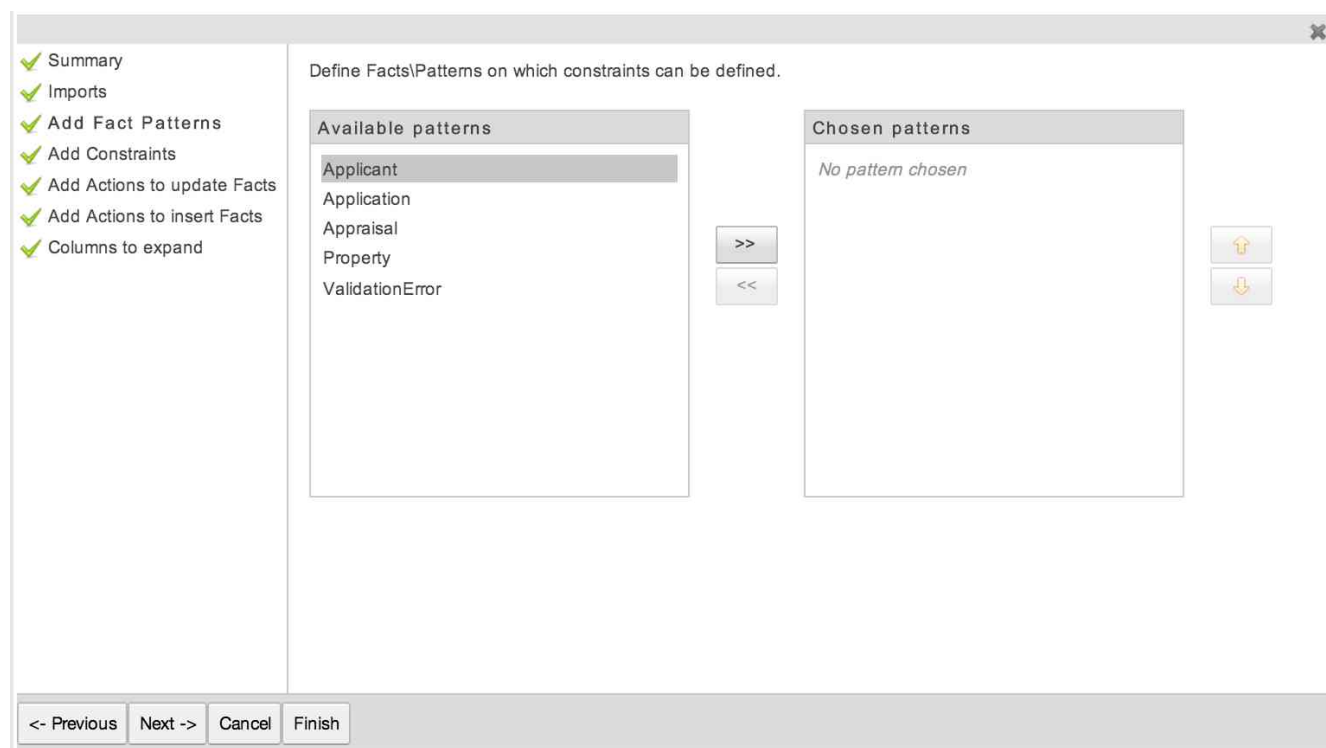 Summary
Imports
Add Fact Patterns
Add Constraints
Add Actions to update Facts
Add Actions to insert Facts
Columns to expand
Define Facts\Patterns on which constraints can be defined.
Available patterns
Applicant
Application
Appraisal
Property
ValidationError
>>
<<
Chosen patterns
No pattern chosen
<- Previous
Next ->
Cancel
Finish